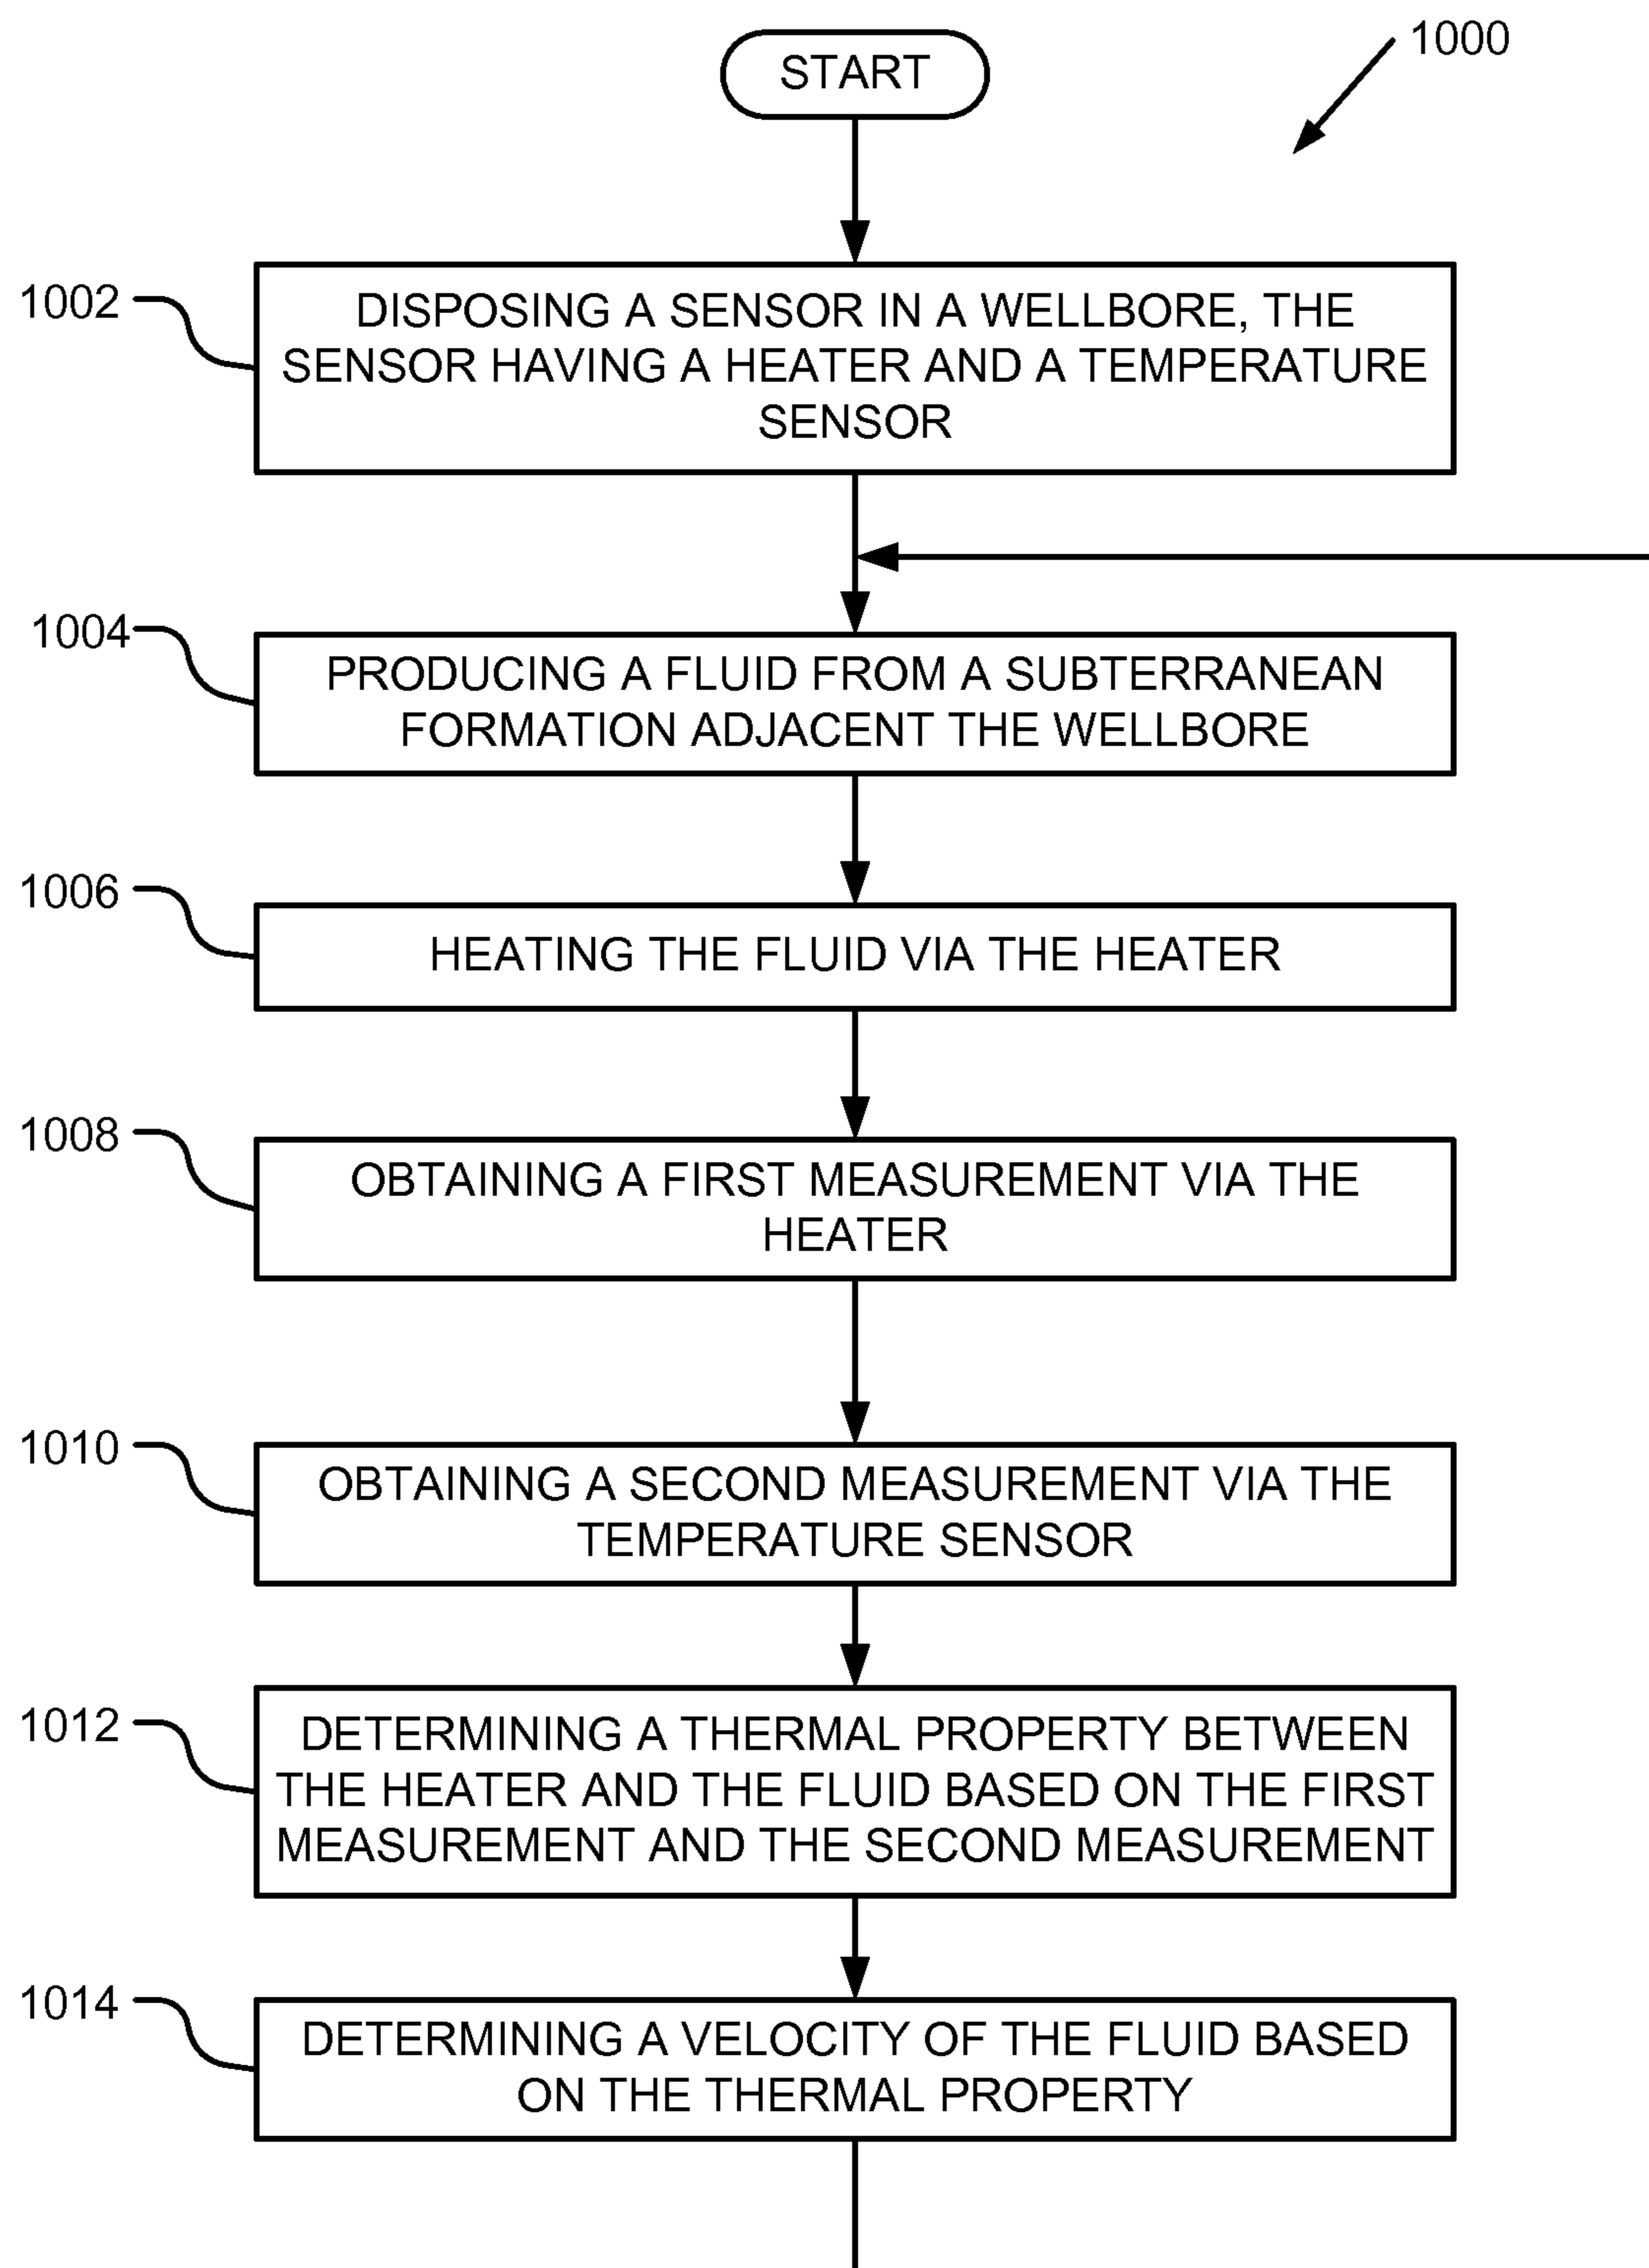 START
1000
1002
DISPOSING A SENSOR IN A WELLBORE, THE
SENSOR HAVING A HEATER AND A TEMPERATURE
SENSOR
1004
PRODUCING A FLUID FROM A SUBTERRANEAN
FORMATION ADJACENT THE WELLBORE
1006
HEATING THE FLUID VIA THE HEATER
1008
OBTAINING A FIRST MEASUREMENT VIA THE
HEATER
1010
OBTAINING A SECOND MEASUREMENT VIA THE
TEMPERATURE SENSOR
1012
DETERMINING A THERMAL PROPERTY BETWEEN
THE HEATER AND THE FLUID BASED ON THE FIRST
MEASUREMENT AND THE SECOND MEASUREMENT
1014
DETERMINING A VELOCITY OF THE FLUID BASED
ON THE THERMAL PROPERTY